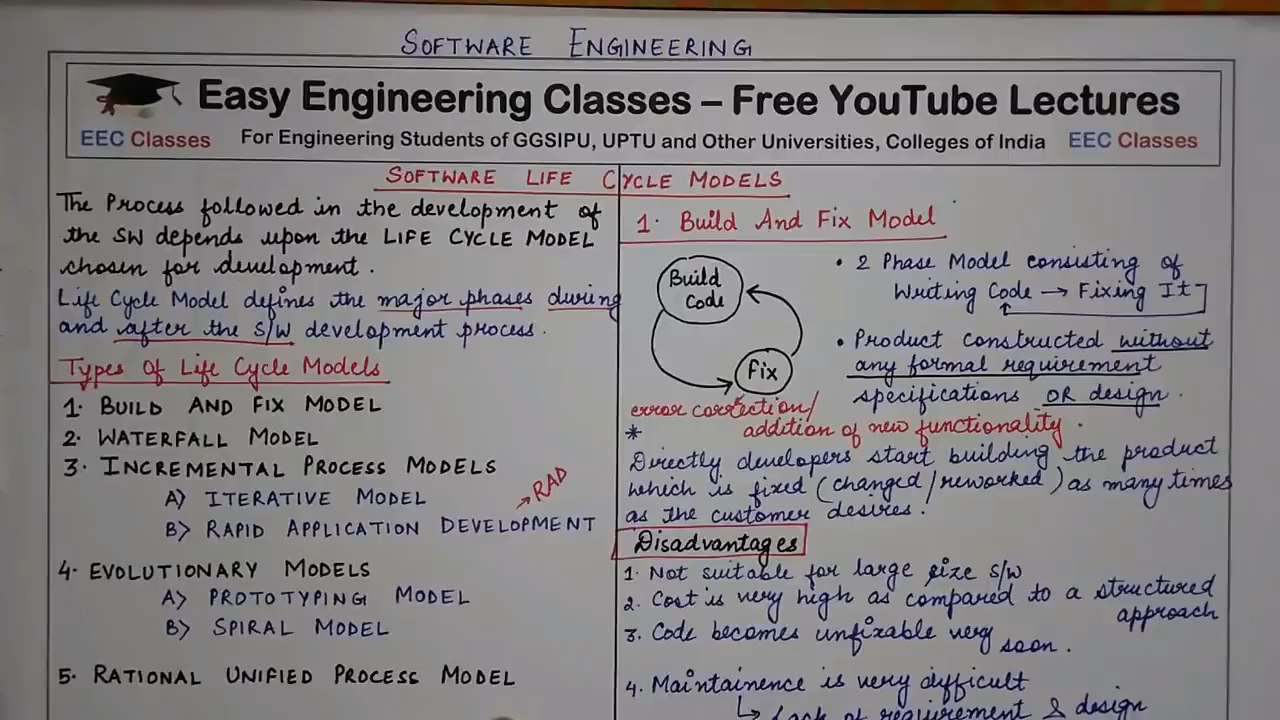 SOFTWARE ENGINEERING
Easy Engineering Classes – Free YouTube Lectures
EEC Classes For Engineering Students of GGSIPU, UPTU and Other Universities, Colleges of India EEC Classes
SOFTWARE LIFE CYCLE MODELS
The Process followed in the development of
the SW depends upon the LIFE CYCLE MODEL
chosen for development.
Life Cycle Model defines the major phases during
and after the S/W development process.
Types Of Life Cycle Models
1. BUILD AND FIX MODEL
2. WATERFALL MODEL
3. INCREMENTAL PROCESS MODELS
A) ITERATIVE MODEL
→ RAD
B) RAPID APPLICATION DEVELOPMENT
4. EVOLUTIONARY MODELS
A) PROTOTYPING MODEL
B) SPIRAL MODEL
5. RATIONAL UNIFIED PROCESS MODEL
1. Build And Fix Model
Build
Code
Fix
• 2 Phase Model consisting of
Writing Code → Fixing It
• Product constructed without
any formal requirement
specifications OR design.
error correction/
addition of new functionality.
*
Directly developers start building the product
which is fixed (changed/reworked) as many times
as the customer desires.
Disadvantages
1. Not suitable for large size s/w
2. Cost is very high as compared to a structured
approach
3. Code becomes unfixable very
soon.
4. Maintainence is very difficult
↳ Lack of requirement & design